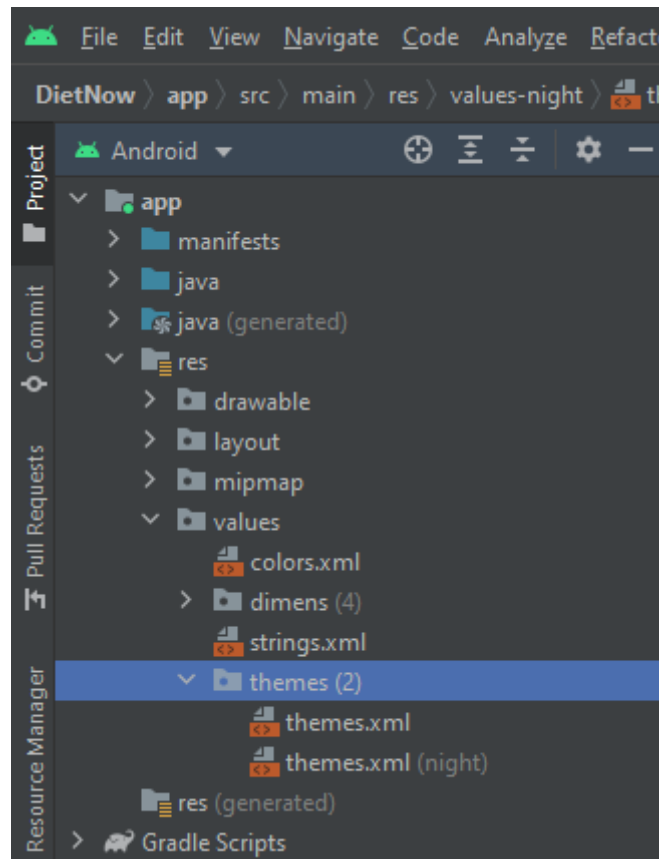 File Edit View Navigate Code Analyze Refact
DietNow 〉 app 〉 src 〉 main 〉 res 〉 values-night 〉 th
Project
Commit
Pull Requests
Resource Manager
Android
app
manifests
java
java (generated)
res
drawable
layout
mipmap
values
colors.xml
dimens (4)
strings.xml
themes (2)
themes.xml
themes.xml (night)
res (generated)
Gradle Scripts